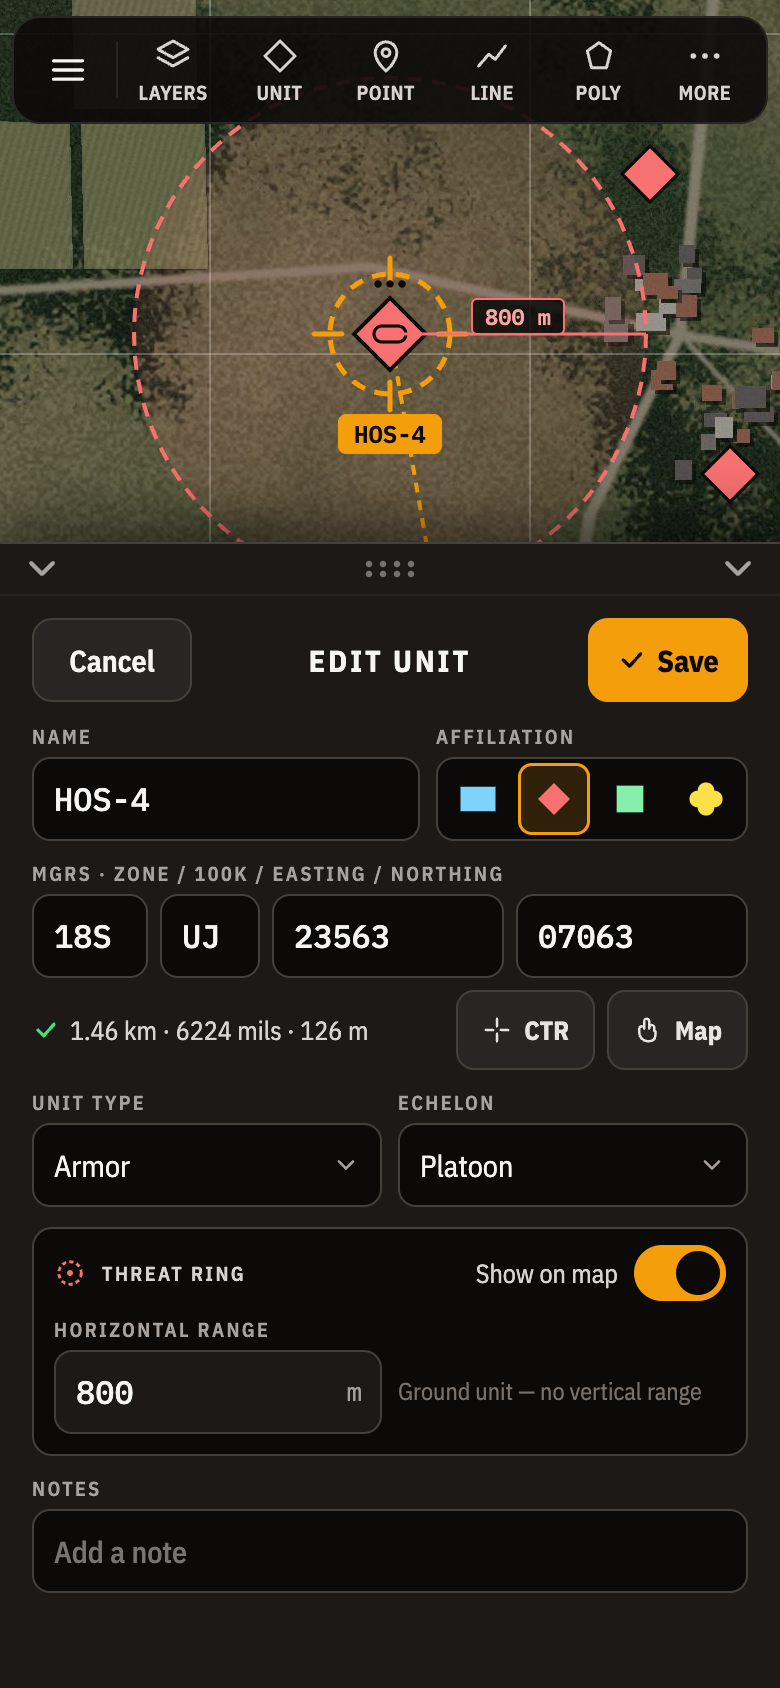 LAYERS UNIT POINT LINE POLY MORE
800 m
HOS-4
Cancel EDIT UNIT Save
NAME AFFILIATION
HOS-4
MGRS · ZONE / 100K / EASTING / NORTHING
18S UJ 23563 07063
1.46 km · 6224 mils · 126 m CTR Map
UNIT TYPE ECHELON
Armor Platoon
THREAT RING Show on map
HORIZONTAL RANGE
800 m Ground unit — no vertical range
NOTES
Add a note